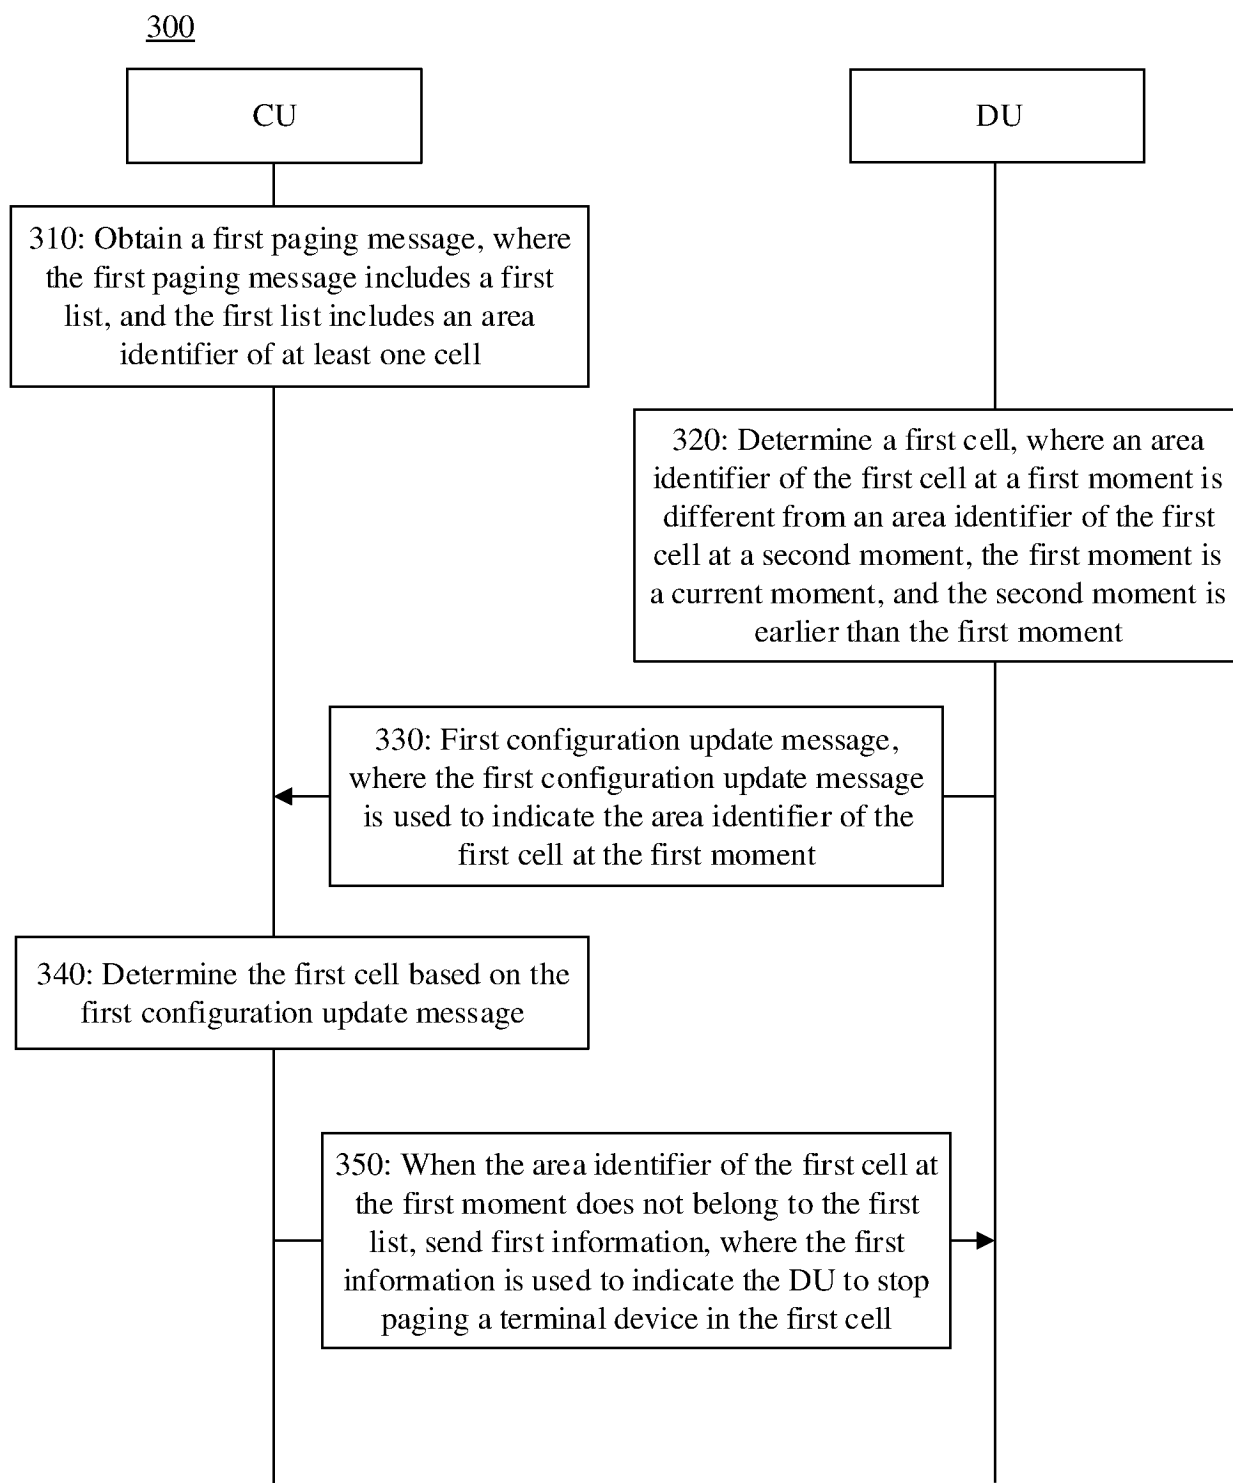 300
CU
DU
310: Obtain a first paging message, where
the first paging message includes a first
list, and the first list includes an area
identifier of at least one cell
320: Determine a first cell, where an area
identifier of the first cell at a first moment is
different from an area identifier of the first
cell at a second moment, the first moment is
a current moment, and the second moment is
earlier than the first moment
330: First configuration update message,
where the first configuration update message
is used to indicate the area identifier of the
first cell at the first moment
340: Determine the first cell based on the
first configuration update message
350: When the area identifier of the first cell at
the first moment does not belong to the first
list, send first information, where the first
information is used to indicate the DU to stop
paging a terminal device in the first cell